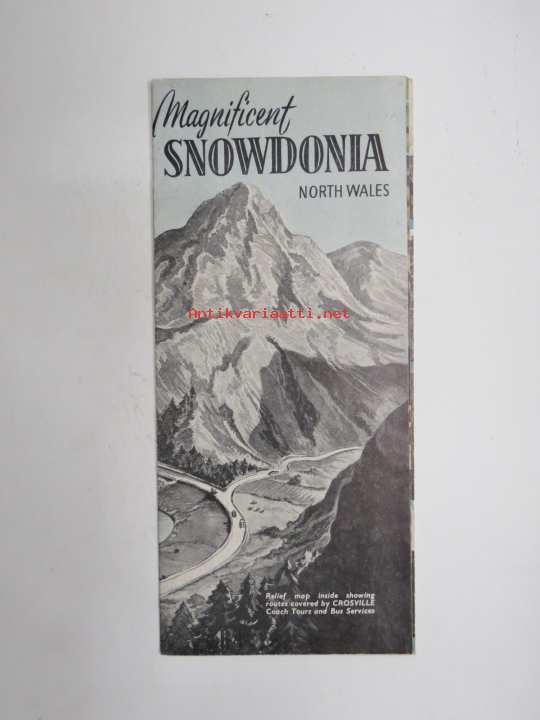 Magnificent
SNOWDONIA
NORTH WALES
Antikvariaatti.net
Relief map inside showing
routes covered by CROSVILLE
Coach Tours and Bus Services